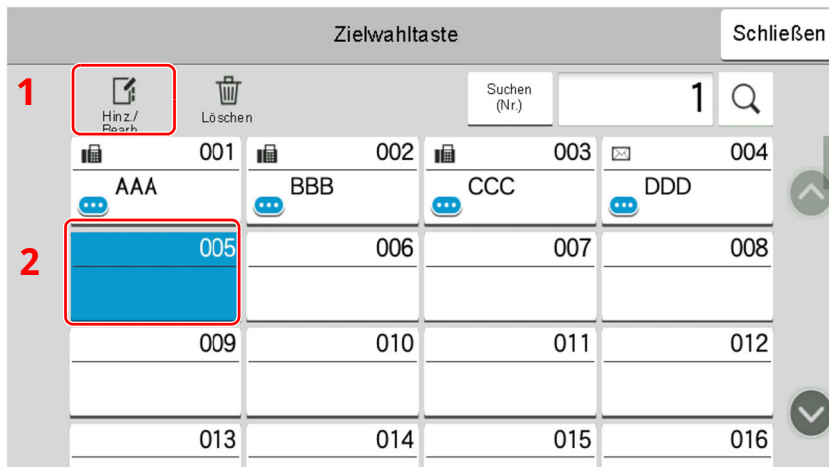 Zielwahltaste
Schließen
1
Hinz./
Bearb.
Löschen
Suchen
(Nr.)
1
001
002
003
004
AAA
BBB
CCC
DDD
2
005
006
007
008
009
010
011
012
013
014
015
016